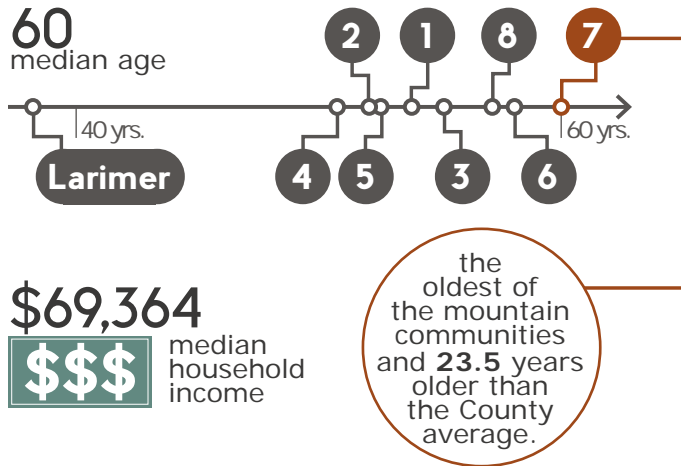 60
median age
2 1 8 7
40 yrs.
60 yrs.
Larimer 4 5 3 6
$69,364
$$$
median
household
income
the
oldest of
the mountain
communities
and 23.5 years
older than
the County
average.